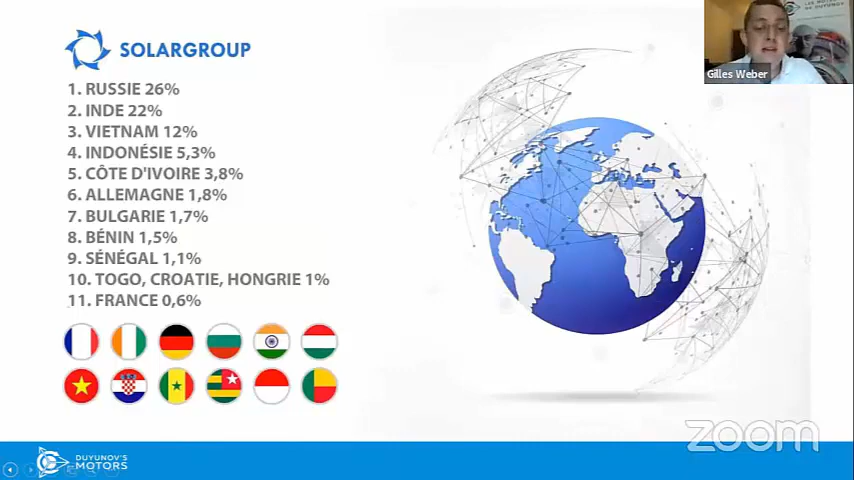 SOLARGROUP
1. RUSSIE 26%
2. INDE 22%
3. VIETNAM 12%
4. INDONÉSIE 5,3%
5. CÔTE D'IVOIRE 3,8%
6. ALLEMAGNE 1,8%
7. BULGARIE 1,7%
8. BÉNIN 1,5%
9. SÉNÉGAL 1,1%
10. TOGO, CROATIE, HONGRIE 1%
11. FRANCE 0,6%
Gilles Weber
DUYUNOV'S
MOTORS
zoom